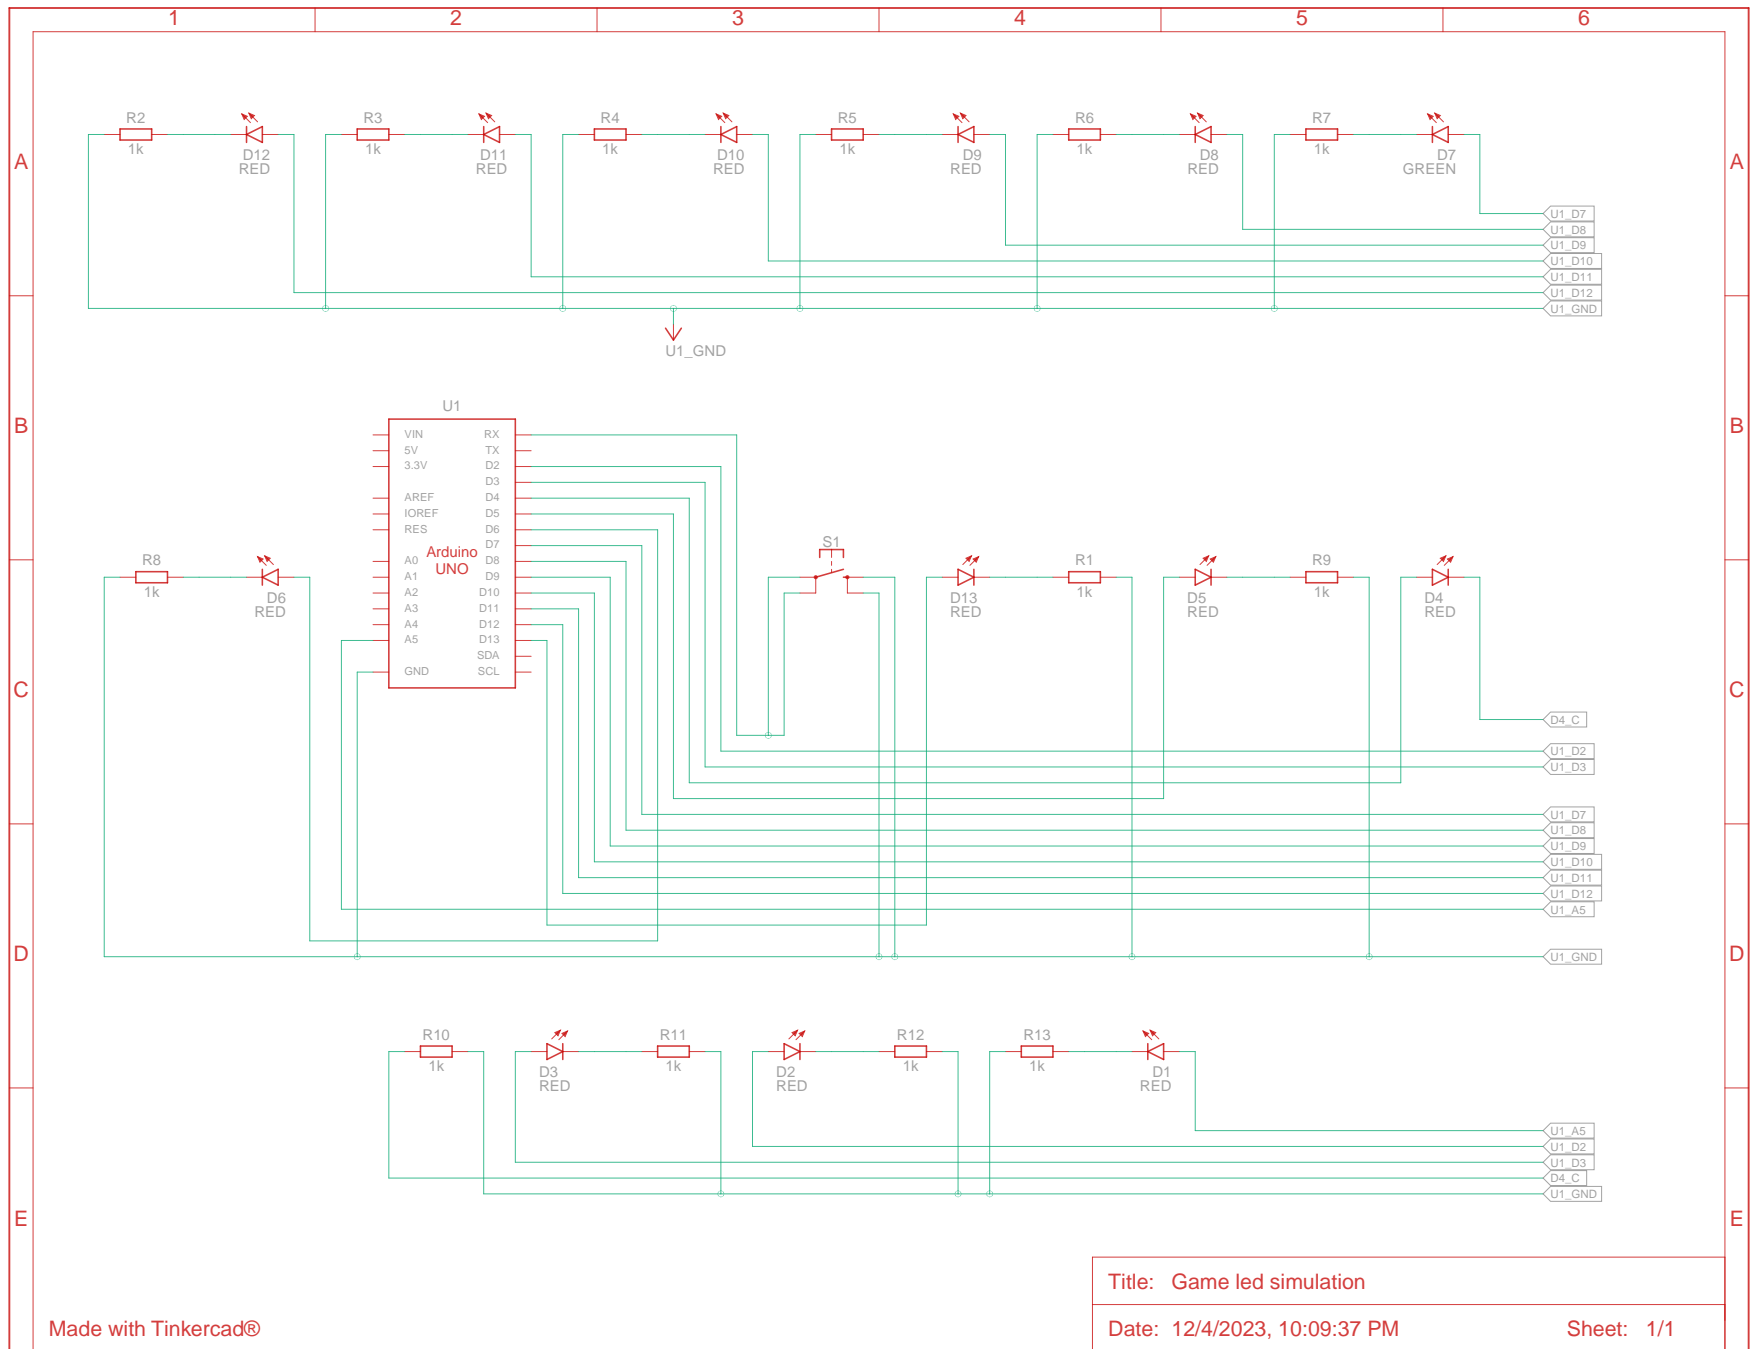 1 2 3 4 5 6
R2 R3 R4 R5 R6 R7
1k 1k 1k 1k 1k 1k
D12 D11 D10 D9 D8 D7
RED RED RED RED RED GREEN
A A
U1_D7
U1_D8
U1_D9
U1_D10
U1_D11
U1_D12
U1_GND
U1_GND
U1
B B
VIN RX
5V TX
3.3V D2
D3
AREF D4
IOREF D5
RES D6
D7
Arduino
UNO
A0 D8
A1 D9
A2 D10
A3 D11
A4 D12
A5 D13
SDA
GND SCL
S1
R8 R1 R9
1k 1k 1k
D6 D13 D5 D4
RED RED RED RED
C C
D4_C
U1_D2
U1_D3
U1_D7
U1_D8
U1_D9
U1_D10
U1_D11
U1_D12
U1_A5
D D
U1_GND
R10 R11 R12 R13
1k 1k 1k 1k
D3 D2 D1
RED RED RED
U1_A5
U1_D2
U1_D3
D4_C
U1_GND
E E
Title: Game led simulation
Made with Tinkercad®
Date: 12/4/2023, 10:09:37 PM Sheet: 1/1